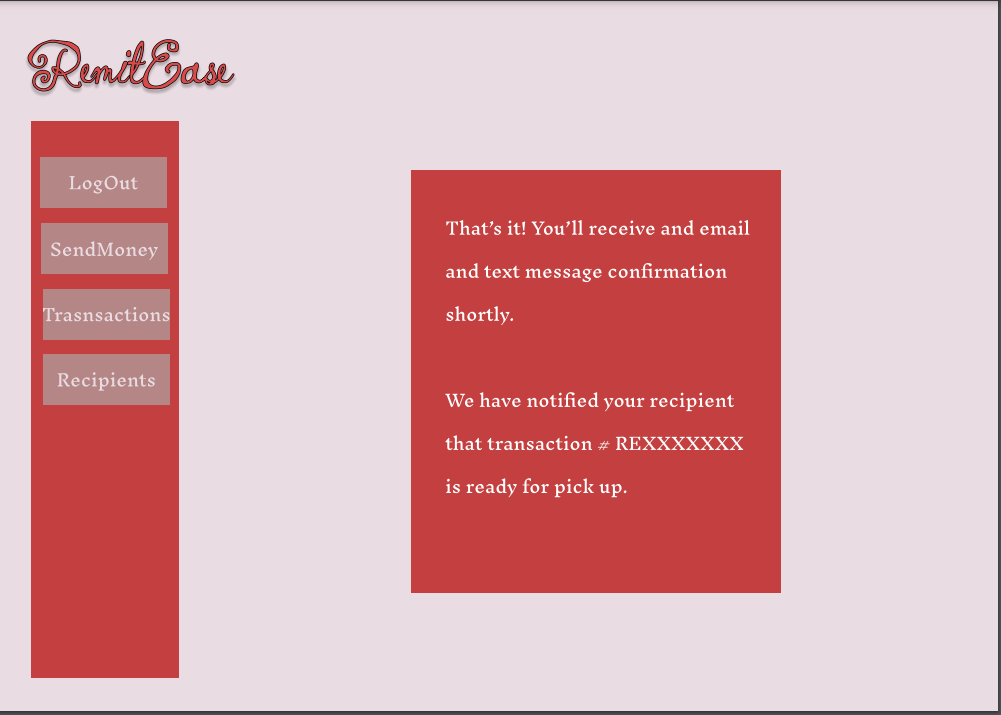 RemitEase
LogOut
SendMoney
Trasnsactions
Recipients
That’s it! You’ll receive and email
and text message confirmation
shortly.
We have notified your recipient
that transaction # REXXXXXXX
is ready for pick up.